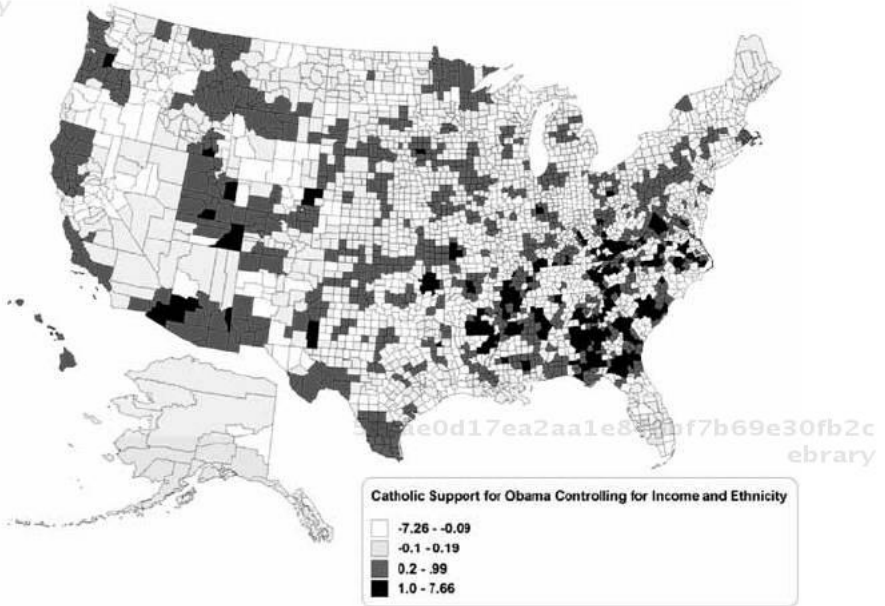 ebrary
Catholic Support for Obama Controlling for Income and Ethnicity
-7.26 - -0.09
-0.1 - 0.19
0.2 - .99
1.0 - 7.66